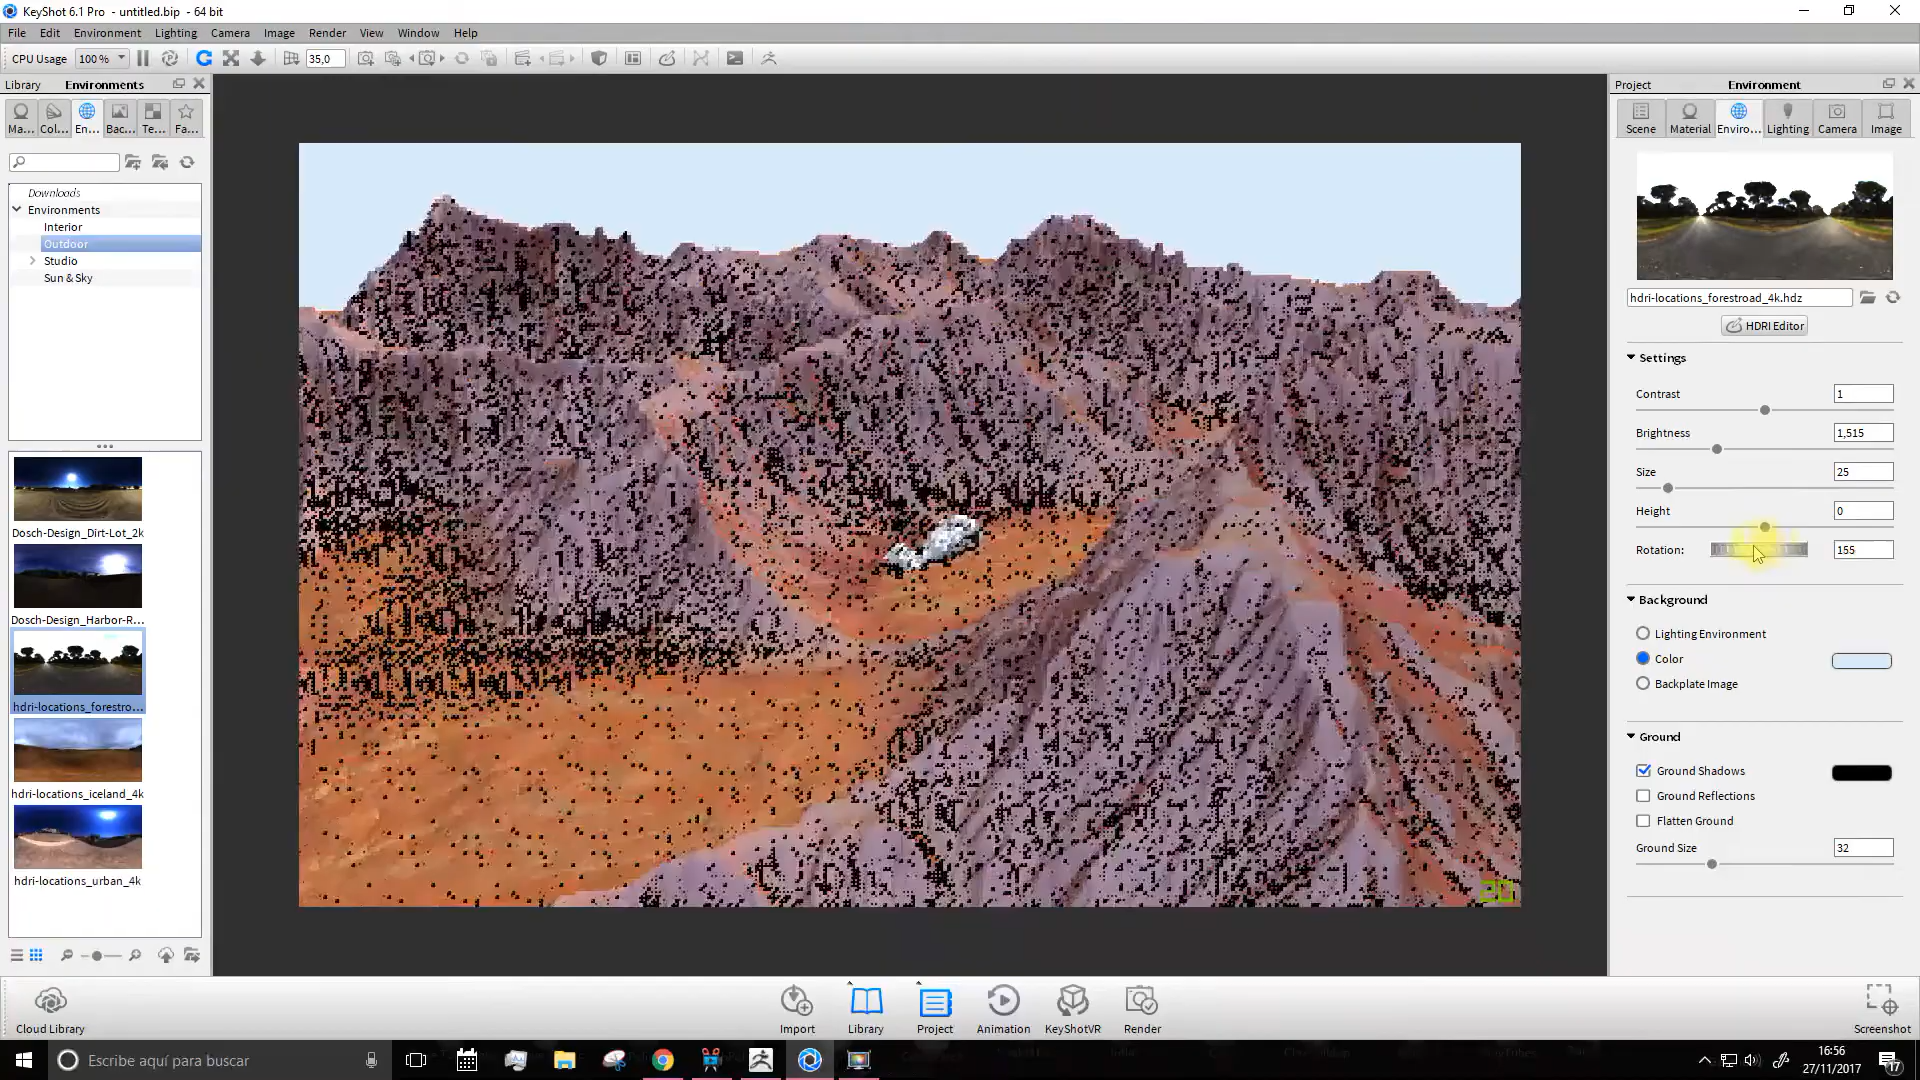 KeyShot 6.1 Pro - untitled.bip - 64 bit
File Edit Environment Lighting Camera Image Render View Window Help
CPU Usage 100 % 35,0
Library Environments
Ma... Col... En... Bac... Te... Fa...
Downloads
Environments
Interior
Outdoor
Studio
Sun & Sky
Dosch-Design_Dirt-Lot_2k
Dosch-Design_Harbor-R...
hdri-locations_forestro...
hdri-locations_iceland_4k
hdri-locations_urban_4k
20
Project Environment
Scene Material Enviro... Lighting Camera Image
hdri-locations_forestroad_4k.hdz
HDRI Editor
Settings
Contrast 1
Brightness 1,515
Size 25
Height 0
Rotation: 155
Background
Lighting Environment
Color
Backplate Image
Ground
Ground Shadows
Ground Reflections
Flatten Ground
Ground Size 32
Cloud Library Import Library Project Animation KeyShotVR Render Screenshot
Escribe aquí para buscar
16:56
27/11/2017
17